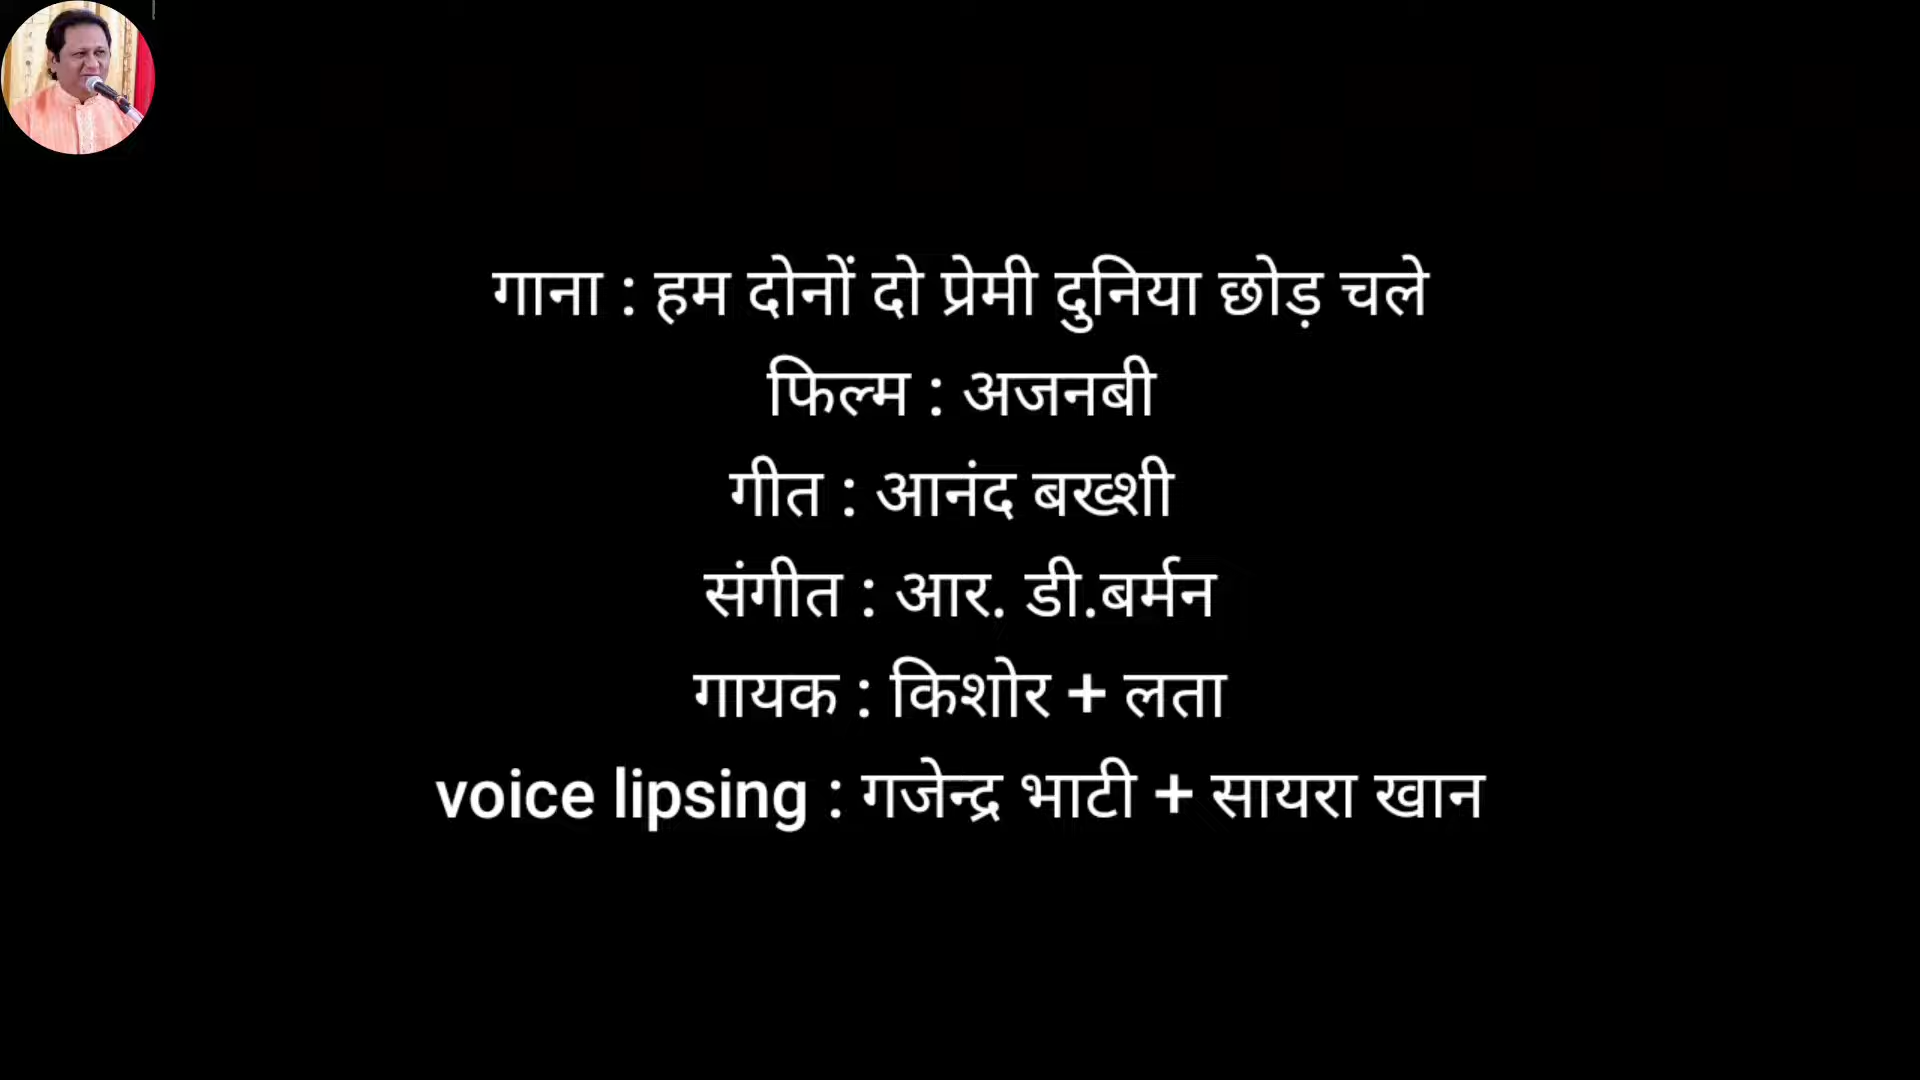 गाना : हम दोनों दो प्रेमी दुनिया छोड़ चले
फिल्म : अजनबी
गीत : आनंद बख्शी
संगीत : आर. डी.बर्मन
गायक : किशोर + लता
voice lipsing : गजेन्द्र भाटी + सायरा खान